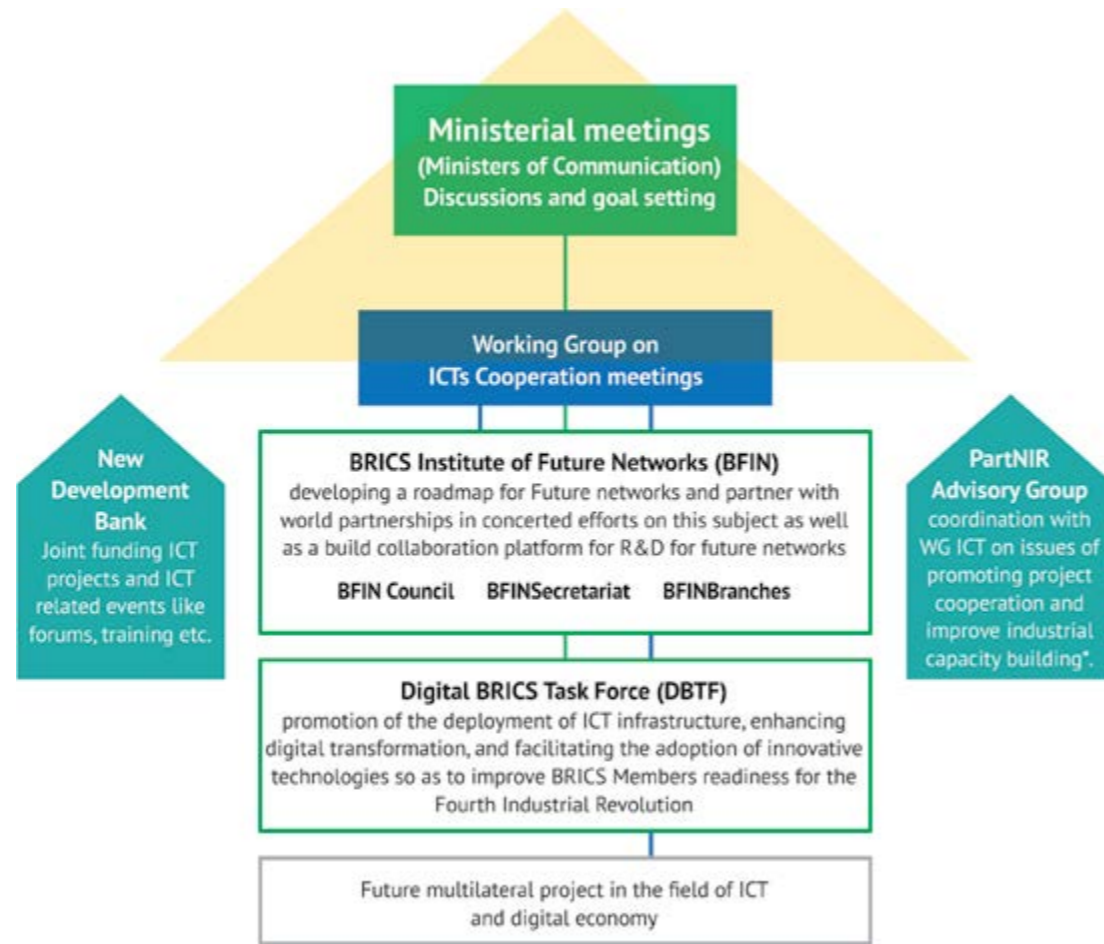 Ministerial meetings
(Ministers of Communication)
Discussions and goal setting
Working Group on
ICTs Cooperation meetings
New
Development
Bank
Joint funding ICT
projects and ICT
related events like
forums, training etc.
BRICS Institute of Future Networks (BFIN)
developing a roadmap for Future networks and partner with
world partnerships in concerted efforts on this subject as well
as a build collaboration platform for R&D for future networks
BFIN Council BFINSecretariat BFINBranches
PartNIR
Advisory Group
coordination with
WG ICT on issues of
promoting project
cooperation and
improve industrial
capacity building*.
Digital BRICS Task Force (DBTF)
promotion of the deployment of ICT infrastructure, enhancing
digital transformation, and facilitating the adoption of innovative
technologies so as to improve BRICS Members readiness for the
Fourth Industrial Revolution
Future multilateral project in the field of ICT
and digital economy